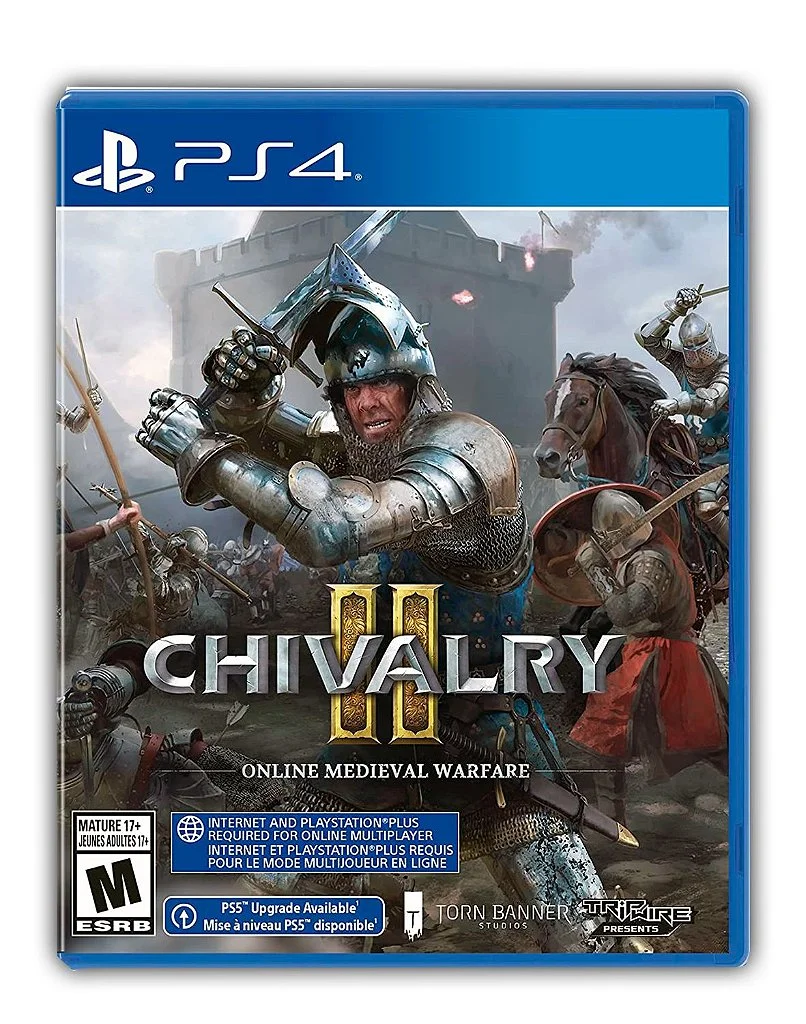 PS4®
CHIVALRY
II
ONLINE MEDIEVAL WARFARE
MATURE 17+
JEUNES ADULTES 17+
M
ESRB
INTERNET AND PLAYSTATION®PLUS
REQUIRED FOR ONLINE MULTIPLAYER
INTERNET ET PLAYSTATION®PLUS REQUIS
POUR LE MODE MULTIJOUEUR EN LIGNE
PS5™ Upgrade Available¹
Mise à niveau PS5™ disponible¹
T
TORN BANNER
STUDIOS
TRIPWIRE
PRESENTS